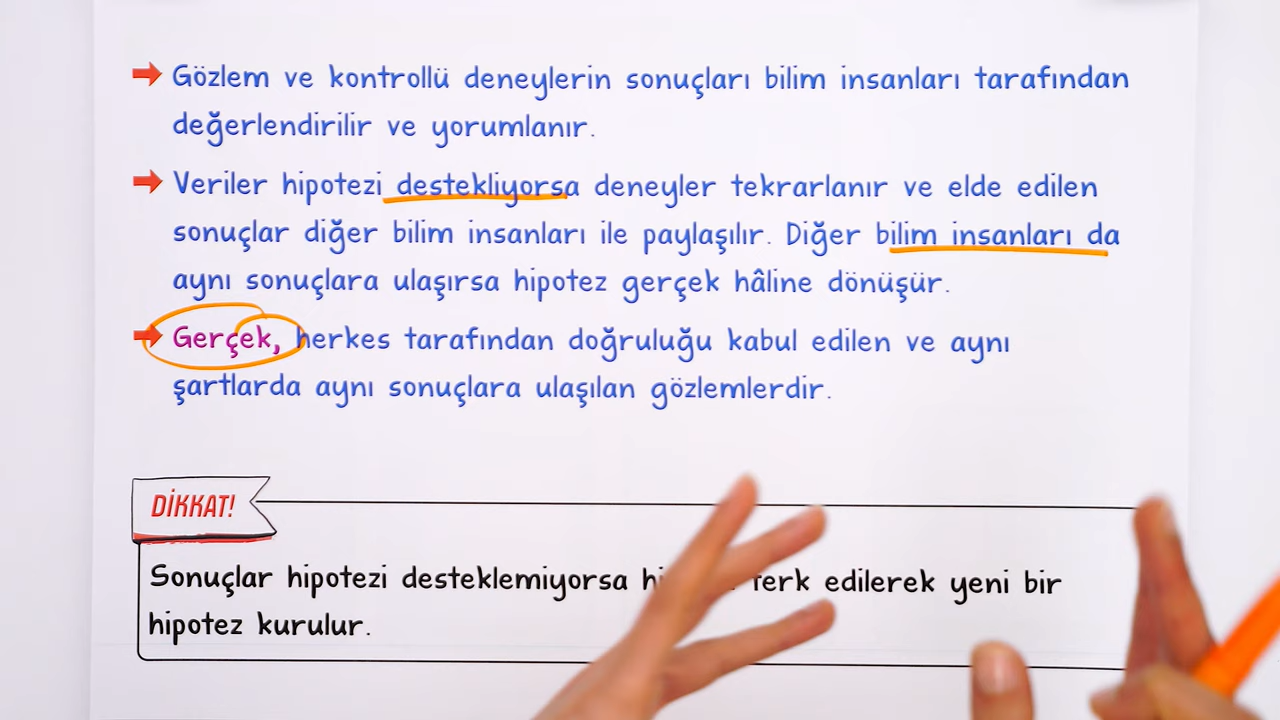 Gözlem ve kontrollü deneylerin sonuçları bilim insanları tarafından
değerlendirilir ve yorumlanır.
Veriler hipotezi destekliyorsa deneyler tekrarlanır ve elde edilen
sonuçlar diğer bilim insanları ile paylaşılır. Diğer bilim insanları da
aynı sonuçlara ulaşırsa hipotez gerçek hâline dönüşür.
Gerçek, herkes tarafından doğruluğu kabul edilen ve aynı
şartlarda aynı sonuçlara ulaşılan gözlemlerdir.
DİKKAT!
Sonuçlar hipotezi desteklemiyorsa terk edilerek yeni bir
hipotez kurulur.